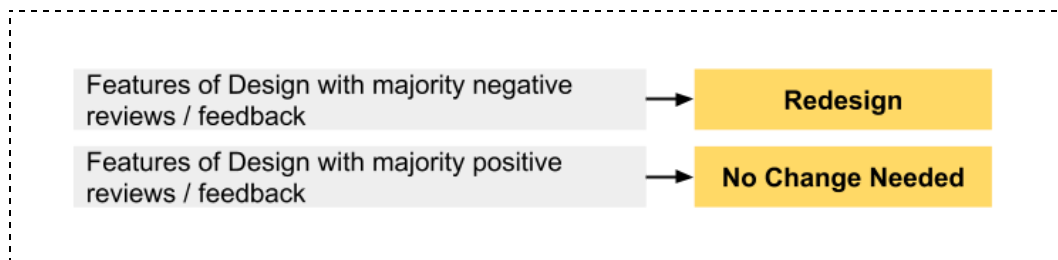 Features of Design with majority negative
reviews / feedback
Redesign
Features of Design with majority positive
reviews / feedback
No Change Needed